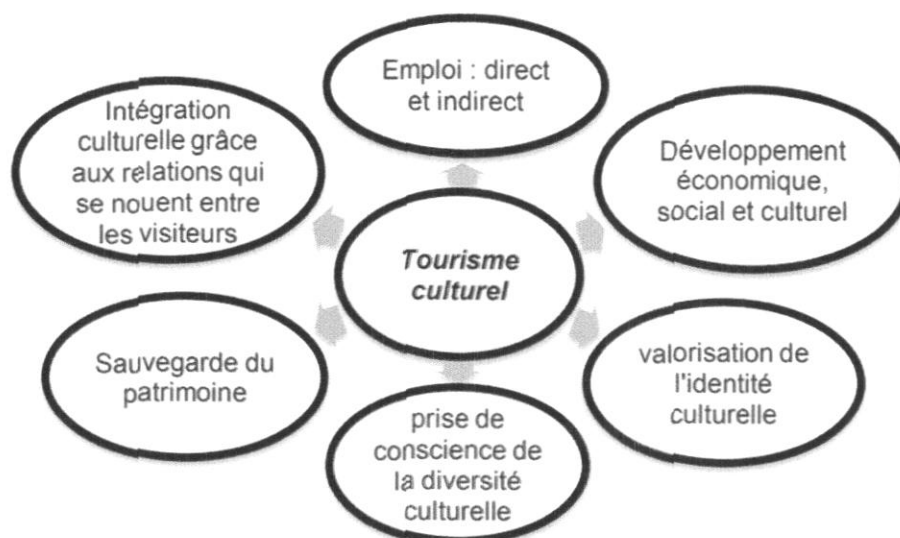 Emploi : direct
et indirect
Intégration
culturelle grâce
aux relations qui
se nouent entre
les visiteurs
Développement
économique,
social et culturel
Tourisme
culturel
Sauvegarde du
patrimoine
valorisation de
l'identité
culturelle
prise de
conscience de
la diversité
culturelle